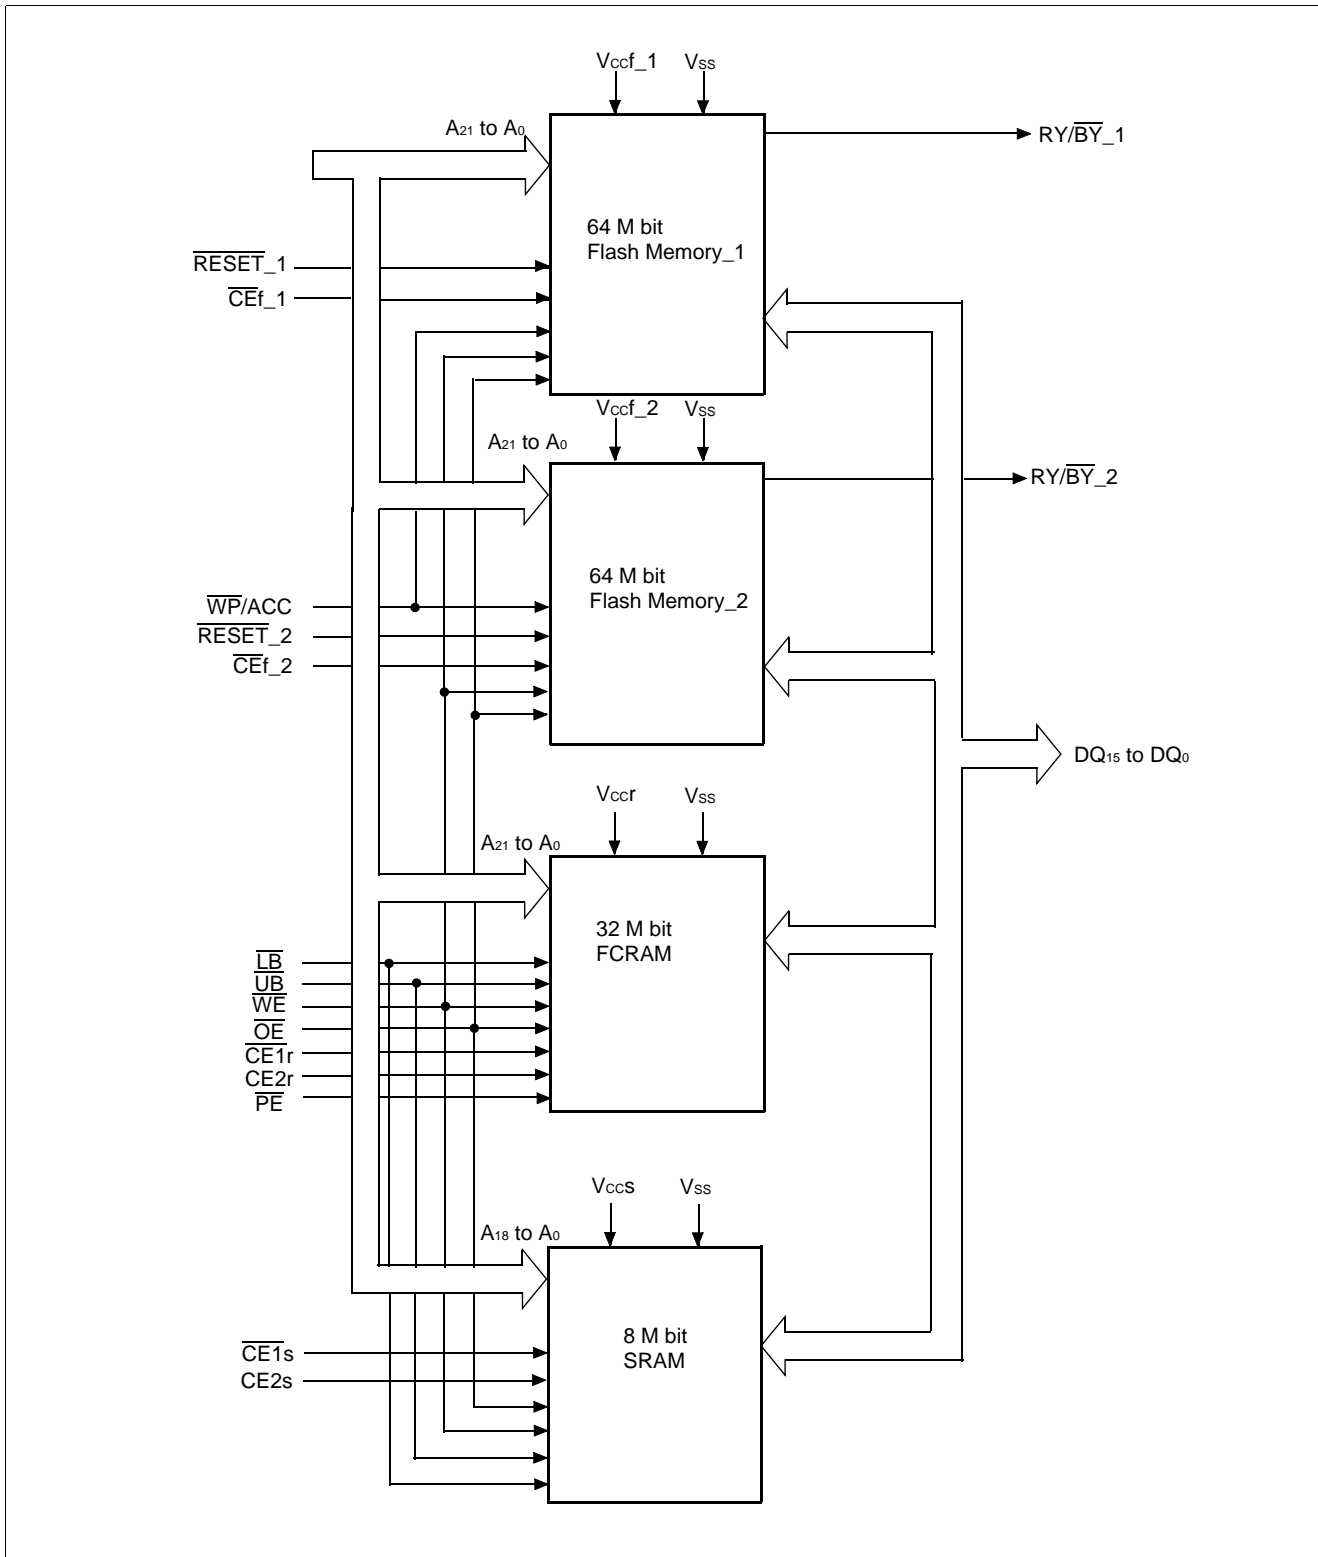 VCCf_1 VSS
A21 to A0
RY/BY_1
64 M bit
Flash Memory_1
RESET_1
CEf_1
VCCf_2 VSS
A21 to A0
RY/BY_2
64 M bit
Flash Memory_2
WP/ACC
RESET_2
CEf_2
DQ15 to DQ0
VCCr VSS
A21 to A0
32 M bit
FCRAM
LB
UB
WE
OE
CE1r
CE2r
PE
VCCs VSS
A18 to A0
8 M bit
SRAM
CE1s
CE2s